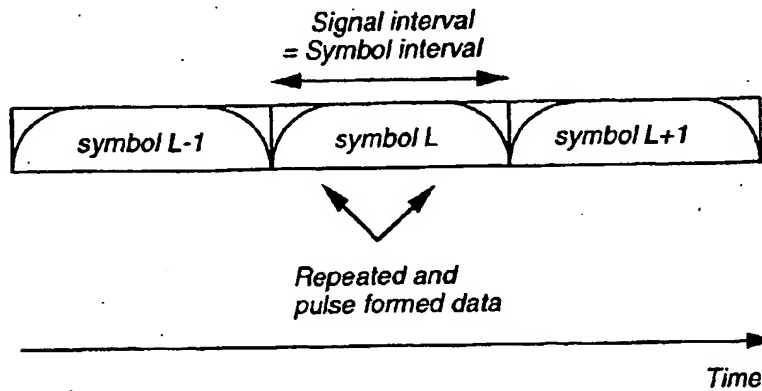 Signal interval
= Symbol interval
symbol L-1
symbol L
symbol L+1
Repeated and
pulse formed data
Time